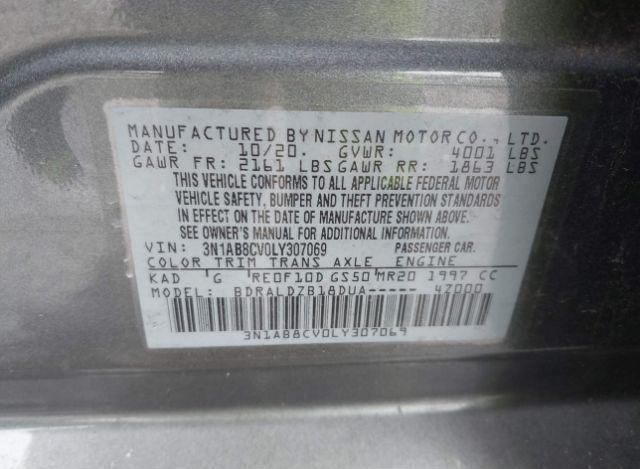 MANUFACTURED BY NISSAN MOTOR CO., LTD.
DATE: 10/20. GVWR: 4001 LBS
GAWR FR: 2161 LBS GAWR RR: 1863 LBS
THIS VEHICLE CONFORMS TO ALL APPLICABLE FEDERAL MOTOR
VEHICLE SAFETY, BUMPER AND THEFT PREVENTION STANDARDS
IN EFFECT ON THE DATE OF MANUFACTURE SHOWN ABOVE.
SEE OWNER'S MANUAL FOR ADDITIONAL INFORMATION.
VIN: 3N1AB8CV0LY307069 PASSENGER CAR.
COLOR TRIM TRANS AXLE ENGINE
KAD G RE0F10D GS50 MR20 1997 CC
MODEL: BDRALDZB18DUA----- 4Z000
3N1AB8CV0LY307069